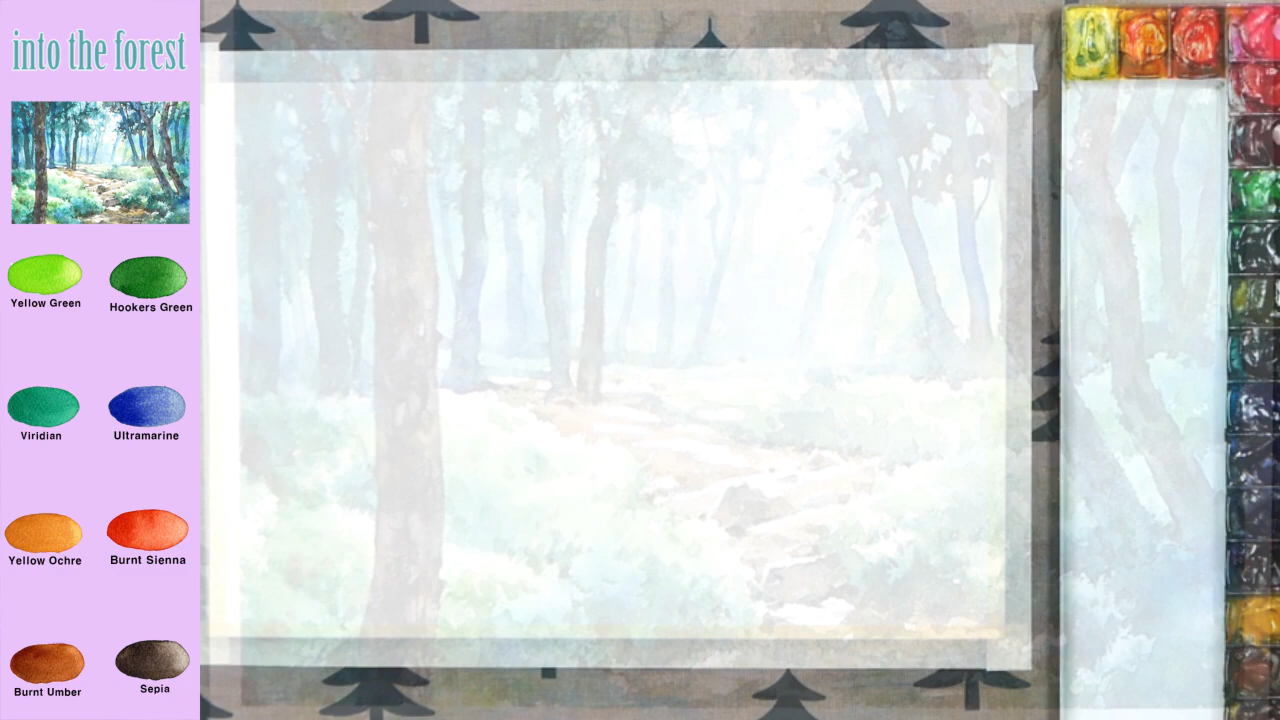 into the forest
Yellow Green
Hookers Green
Viridian
Ultramarine
Yellow Ochre
Burnt Sienna
Burnt Umber
Sepia